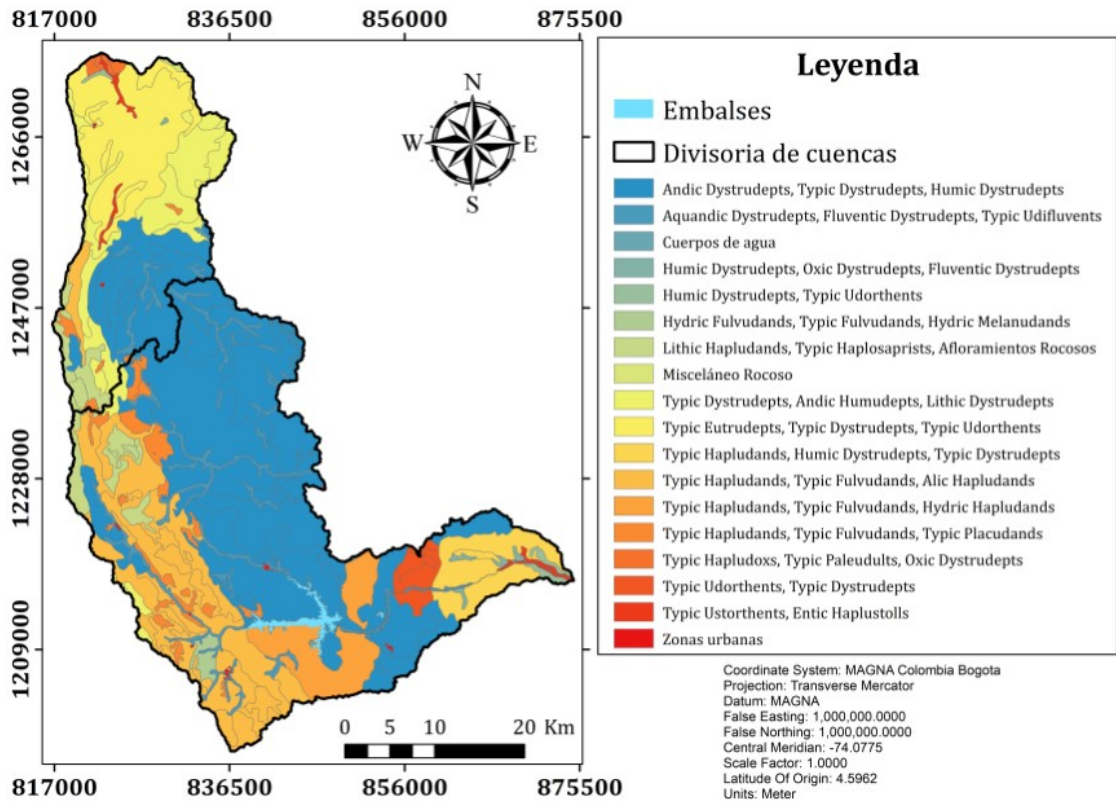 817000 836500 856000 875500
1266000
1247000
1228000
1209000
N
W E
S
0 5 10 20 Km
817000 836500 856000 875500
Leyenda
Embalses
Divisoria de cuencas
Andic Dystrudepts, Typic Dystrudepts, Humic Dystrudepts
Aquandic Dystrudepts, Fluventic Dystrudepts, Typic Udifluvents
Cuerpos de agua
Humic Dystrudepts, Oxic Dystrudepts, Fluventic Dystrudepts
Humic Dystrudepts, Typic Udorthents
Hydric Fulvudands, Typic Fulvudands, Hydric Melanudands
Lithic Hapludands, Typic Haplosaprists, Afloramientos Rocosos
Misceláneo Rocoso
Typic Dystrudepts, Andic Humudepts, Lithic Dystrudepts
Typic Eutrudepts, Typic Dystrudepts, Typic Udorthents
Typic Hapludands, Humic Dystrudepts, Typic Dystrudepts
Typic Hapludands, Typic Fulvudands, Alic Hapludands
Typic Hapludands, Typic Fulvudands, Hydric Hapludands
Typic Hapludands, Typic Fulvudands, Typic Placudands
Typic Hapludoxs, Typic Paleudults, Oxic Dystrudepts
Typic Udorthents, Typic Dystrudepts
Typic Ustorthents, Entic Haplustolls
Zonas urbanas
Coordinate System: MAGNA Colombia Bogota
Projection: Transverse Mercator
Datum: MAGNA
False Easting: 1,000,000.0000
False Northing: 1,000,000.0000
Central Meridian: -74.0775
Scale Factor: 1.0000
Latitude Of Origin: 4.5962
Units: Meter